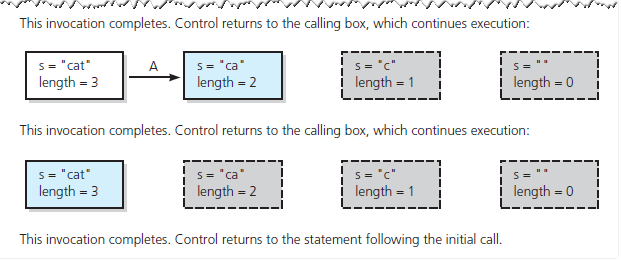 This invocation completes. Control returns to the calling box, which continues execution:
s = "cat" A s = "ca" s = "c" s = ""
length = 3 length = 2 length = 1 length = 0
This invocation completes. Control returns to the calling box, which continues execution:
s = "cat" s = "ca" s = "c" s = ""
length = 3 length = 2 length = 1 length = 0
This invocation completes. Control returns to the statement following the initial call.